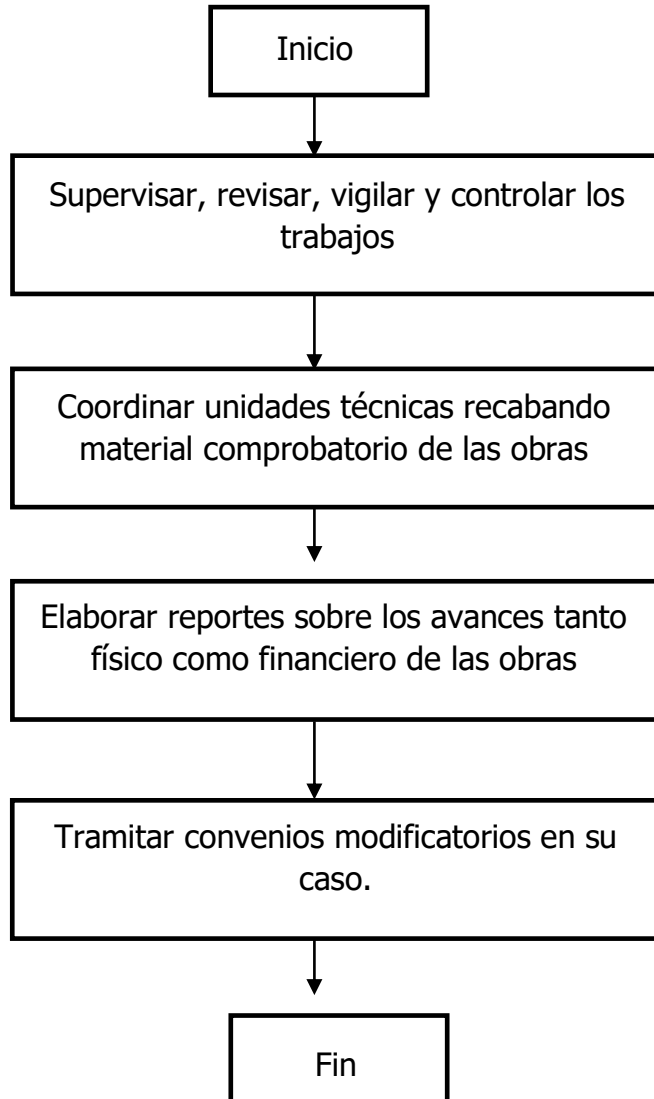 Inicio
Supervisar, revisar, vigilar y controlar los
trabajos
Coordinar unidades técnicas recabando
material comprobatorio de las obras
Elaborar reportes sobre los avances tanto
físico como financiero de las obras
Tramitar convenios modificatorios en su
caso.
Fin